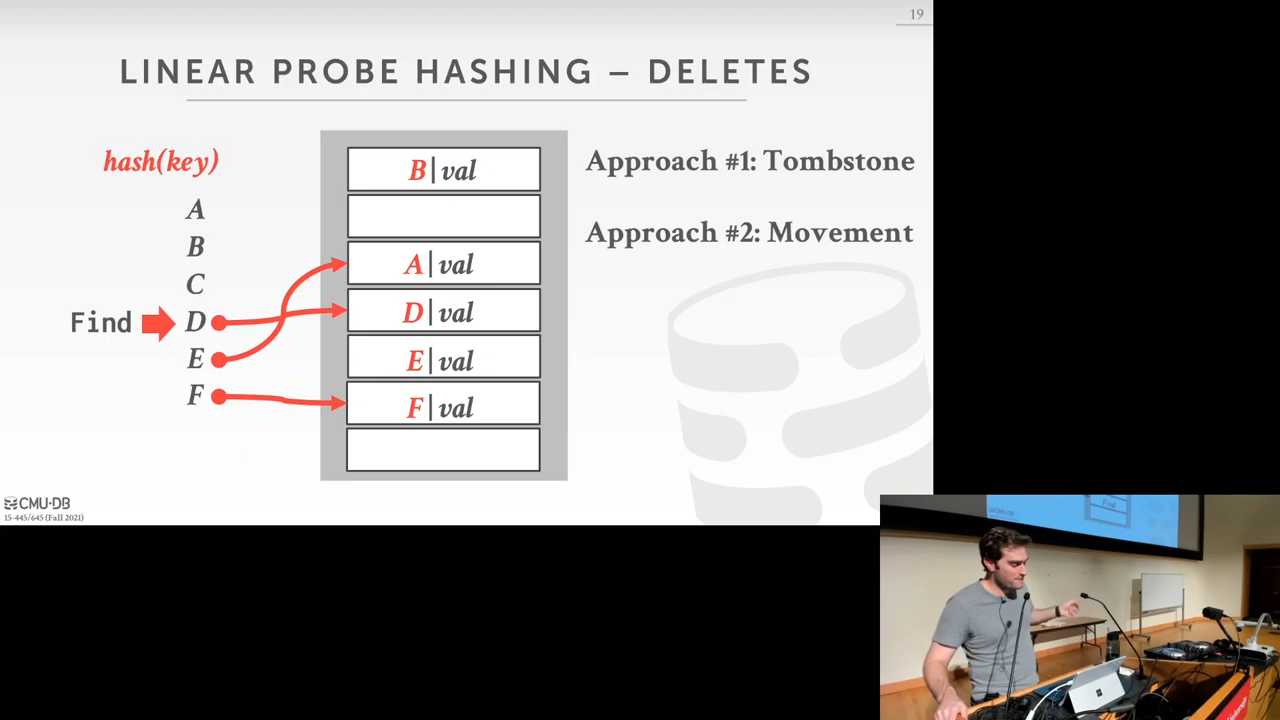 19
LINEAR PROBE HASHING – DELETES
hash(key)
A
B
C
Find D
E
F
B|val
A|val
D|val
E|val
F|val
Approach #1: Tombstone
Approach #2: Movement
CMU·DB
15-445/645 (Fall 2021)